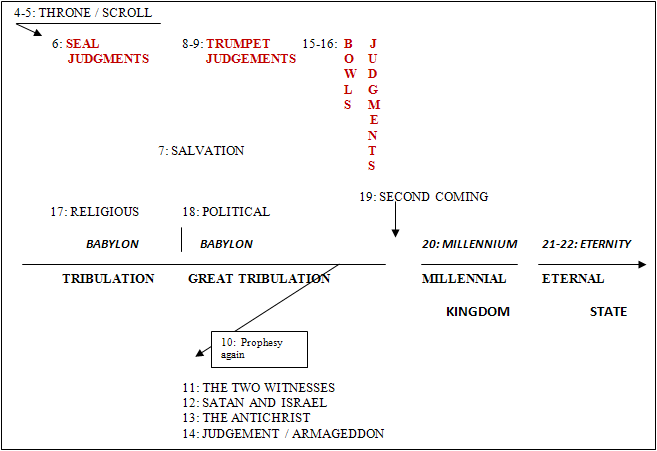 4-5: THRONE / SCROLL
6: SEAL JUDGMENTS
8-9: TRUMPET JUDGEMENTS
15-16: BOWLS JUDGMENTS
7: SALVATION
19: SECOND COMING
17: RELIGIOUS
18: POLITICAL
BABYLON
BABYLON
20: MILLENNIUM
21-22: ETERNITY
TRIBULATION
GREAT TRIBULATION
MILLENNIAL
ETERNAL
KINGDOM
STATE
10: Prophesy
again
11: THE TWO WITNESSES
12: SATAN AND ISRAEL
13: THE ANTICHRIST
14: JUDGEMENT / ARMAGEDDON